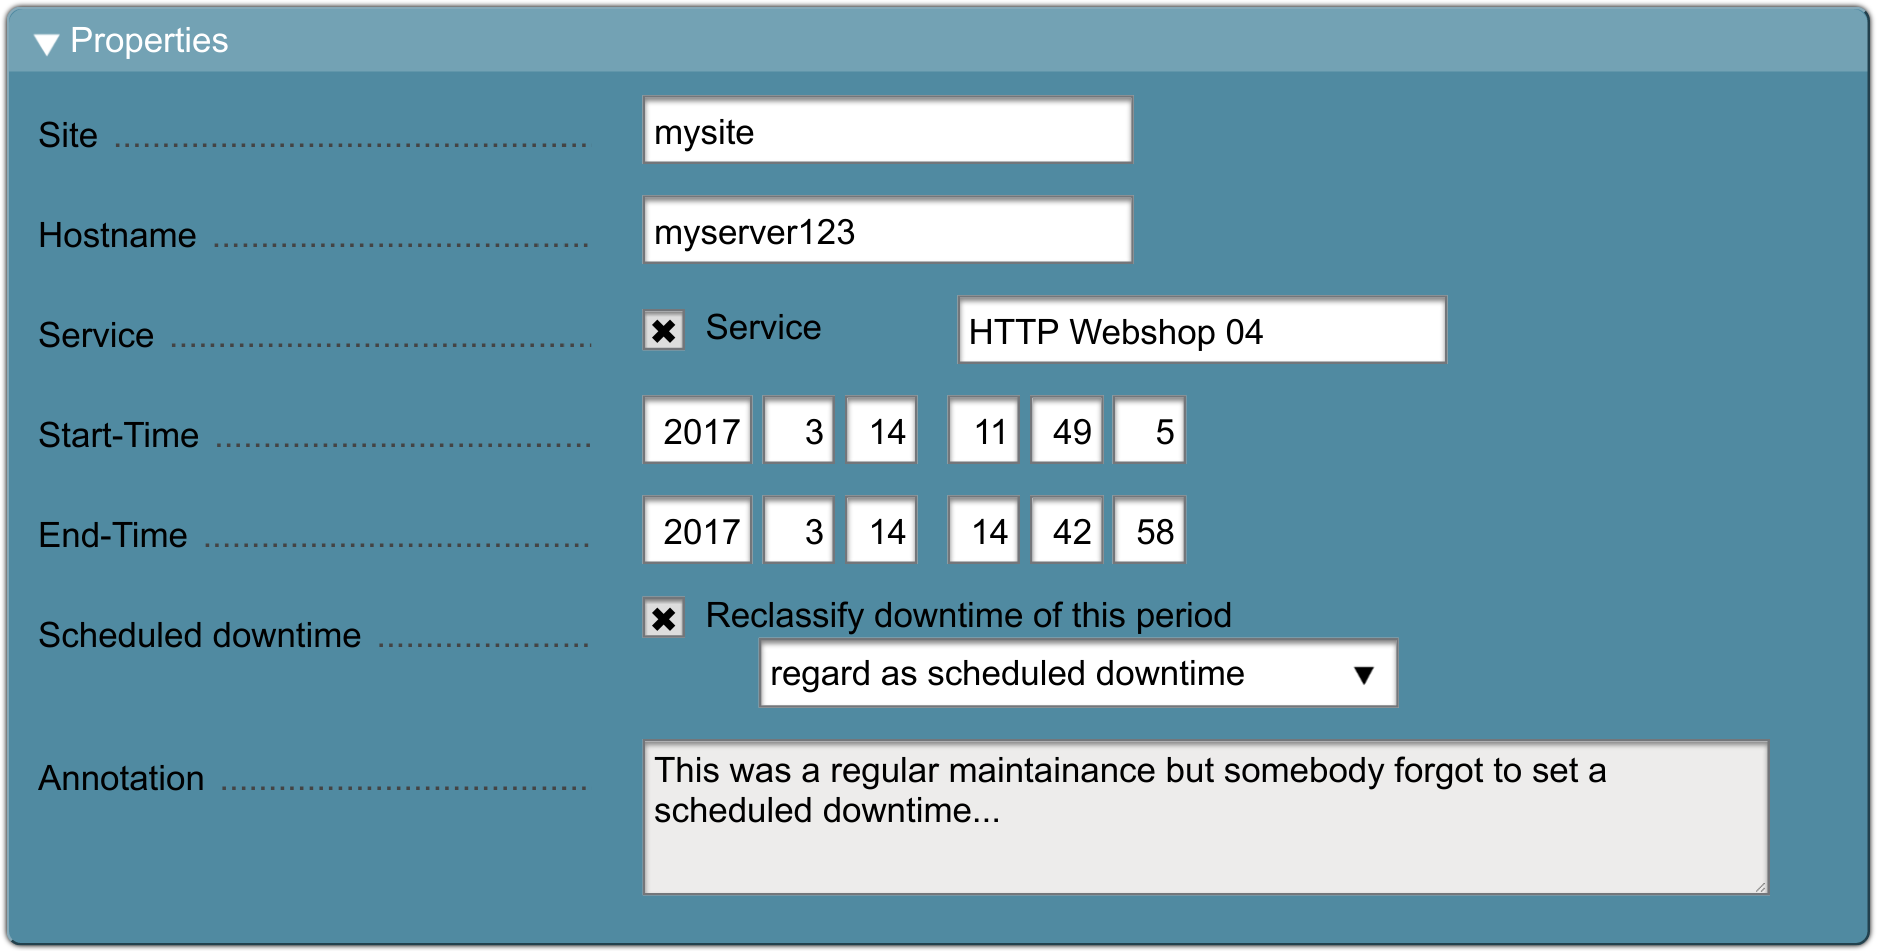 Properties
Site mysite
Hostname myserver123
Service Service HTTP Webshop 04
Start-Time 2017 3 14 11 49 5
End-Time 2017 3 14 14 42 58
Scheduled downtime Reclassify downtime of this period
regard as scheduled downtime
Annotation This was a regular maintainance but somebody forgot to set a
scheduled downtime...